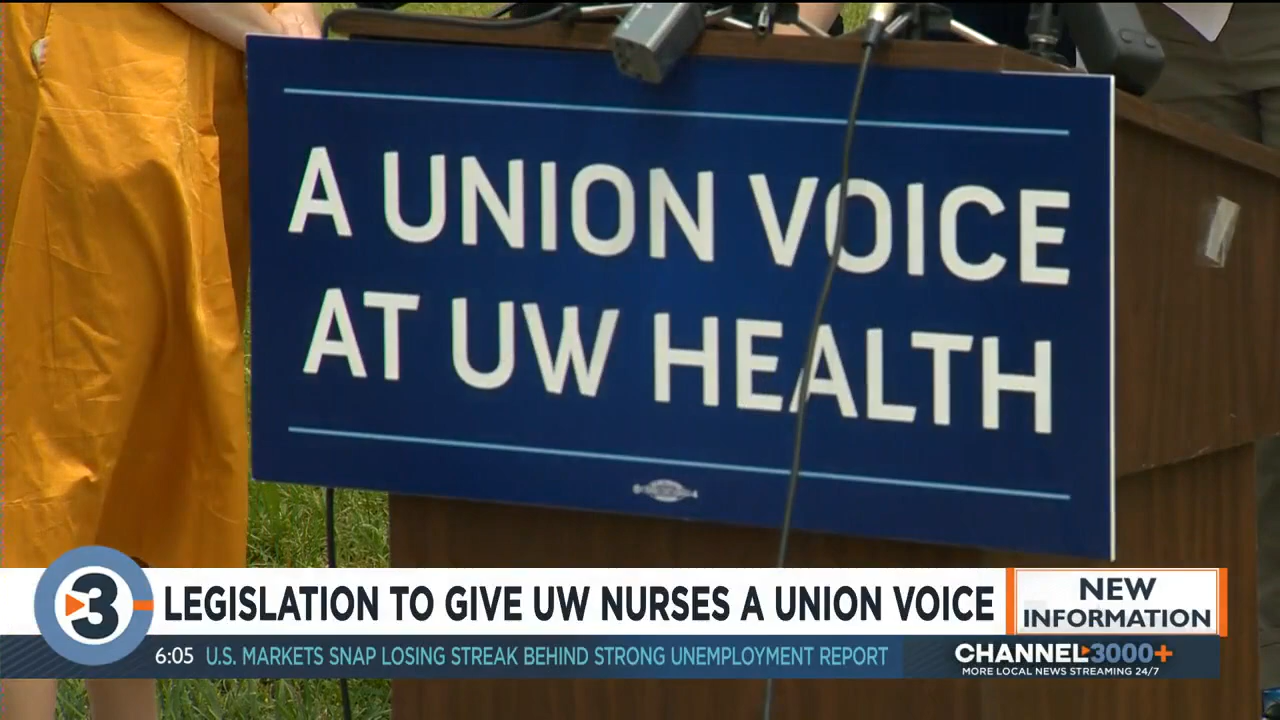 A UNION VOICE
AT UW HEALTH
3
LEGISLATION TO GIVE UW NURSES A UNION VOICE
NEW
INFORMATION
6:05 U.S. MARKETS SNAP LOSING STREAK BEHIND STRONG UNEMPLOYMENT REPORT
CHANNEL3000+
MORE LOCAL NEWS STREAMING 24/7